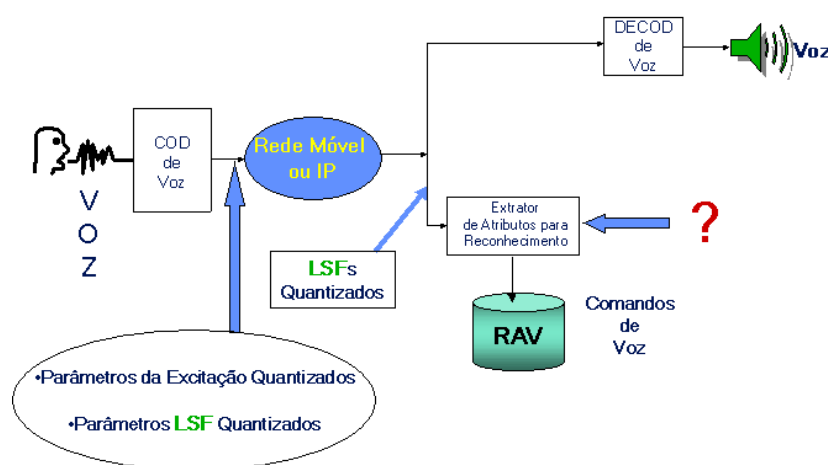 DECOD
de
Voz
Voz
COD
de
Voz
Rede Móvel
ou IP
V
O
Z
Extrator
de Atributos para
Reconhecimento
?
LSFs
Quantizados
RAV
Comandos
de
Voz
•Parâmetros da Excitação Quantizados
•Parâmetros LSF Quantizados